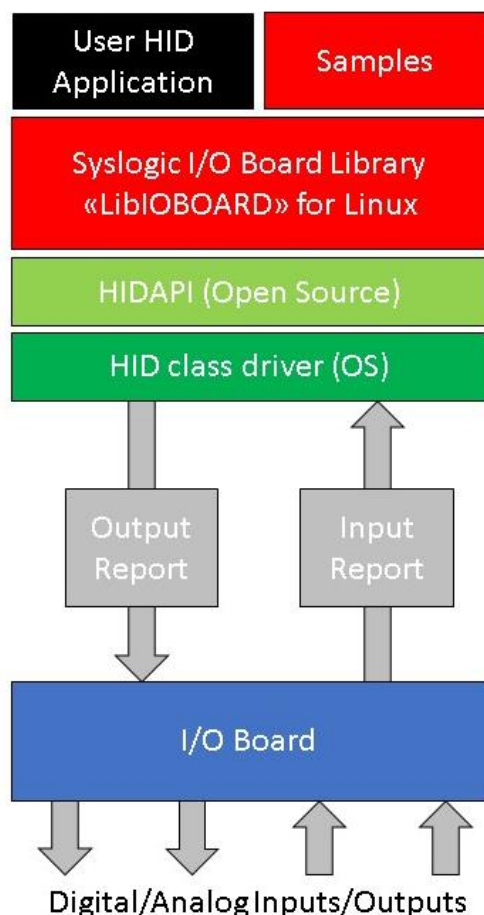 User HID
Application
Samples
Syslogic I/O Board Library
«LibIOBOARD» for Linux
HIDAPI (Open Source)
HID class driver (OS)
Output
Report
Input
Report
I/O Board
Digital/Analog Inputs/Outputs